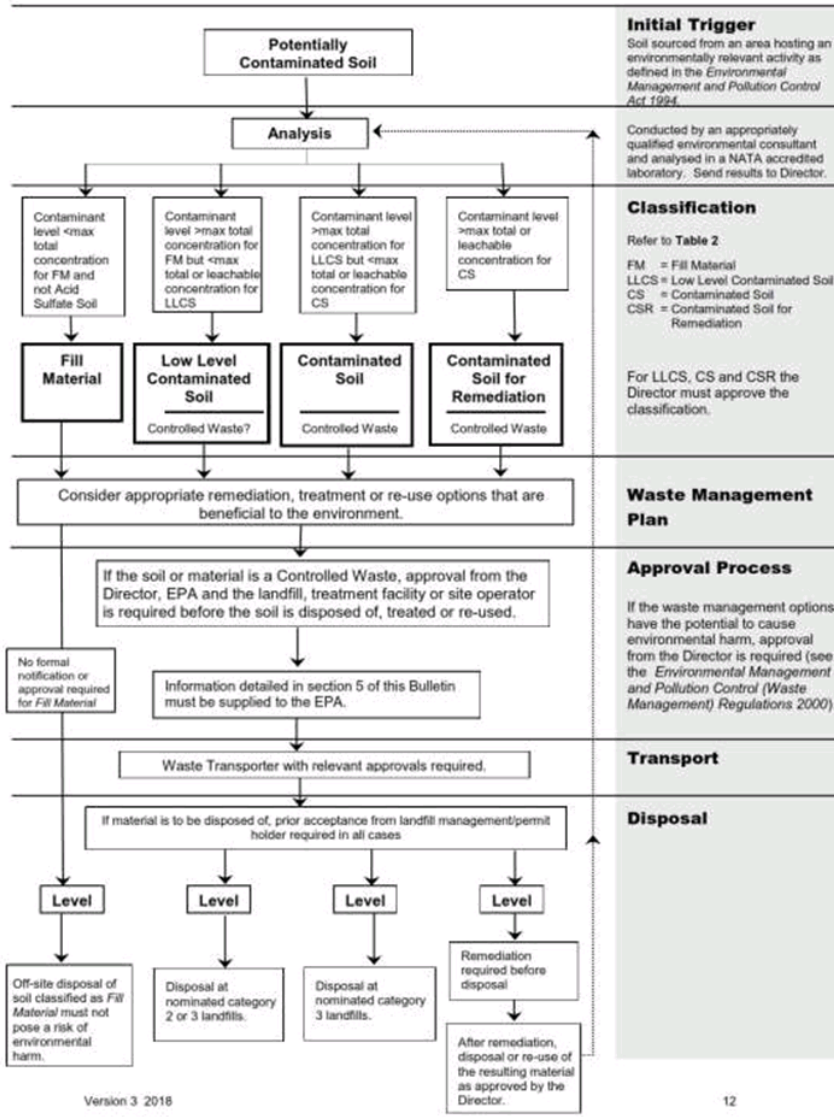 Potentially
Contaminated Soil
Initial Trigger
Soil sourced from an area hosting an
environmentally relevant activity as
defined in the Environmental
Management and Pollution Control
Act 1994.
Analysis
Conducted by an appropriately
qualified environmental consultant
and analysed in a NATA accredited
laboratory. Send results to Director.
Contaminant
level <max
total
concentration
for FM and
not Acid
Sulfate Soil
Contaminant
level >max total
concentration for
FM but <max
total or leachable
concentration for
LLCS
Contaminant level
>max total
concentration for
LLCS but <max
total or leachable
concentration for
CS
Contaminant level
>max total or
leachable
concentration for
CS
Classification
Refer to Table 2
FM = Fill Material
LLCS = Low Level Contaminated Soil
CS = Contaminated Soil
CSR = Contaminated Soil for
Remediation
For LLCS, CS and CSR the
Director must approve the
classification.
Fill
Material
Low Level
Contaminated
Soil
Controlled Waste?
Contaminated
Soil
Controlled Waste
Contaminated
Soil for
Remediation
Controlled Waste
Consider appropriate remediation, treatment or re-use options that are
beneficial to the environment.
Waste Management
Plan
If the soil or material is a Controlled Waste, approval from the
Director, EPA and the landfill, treatment facility or site operator
is required before the soil is disposed of, treated or re-used.
Approval Process
If the waste management options
have the potential to cause
environmental harm, approval
from the Director is required (see
the Environmental Management
and Pollution Control (Waste
Management) Regulations 2000)
No formal
notification or
approval required
for Fill Material
Information detailed in section 5 of this Bulletin
must be supplied to the EPA.
Waste Transporter with relevant approvals required.
Transport
If material is to be disposed of, prior acceptance from landfill management/permit
holder required in all cases
Disposal
Level
Level
Level
Level
Off-site disposal of
soil classified as Fill
Material must not
pose a risk of
environmental
harm.
Disposal at
nominated category
2 or 3 landfills.
Disposal at
nominated category
3 landfills.
Remediation
required before
disposal
After remediation,
disposal or re-use of
the resulting material
as approved by the
Director.
Version 3 2018
12